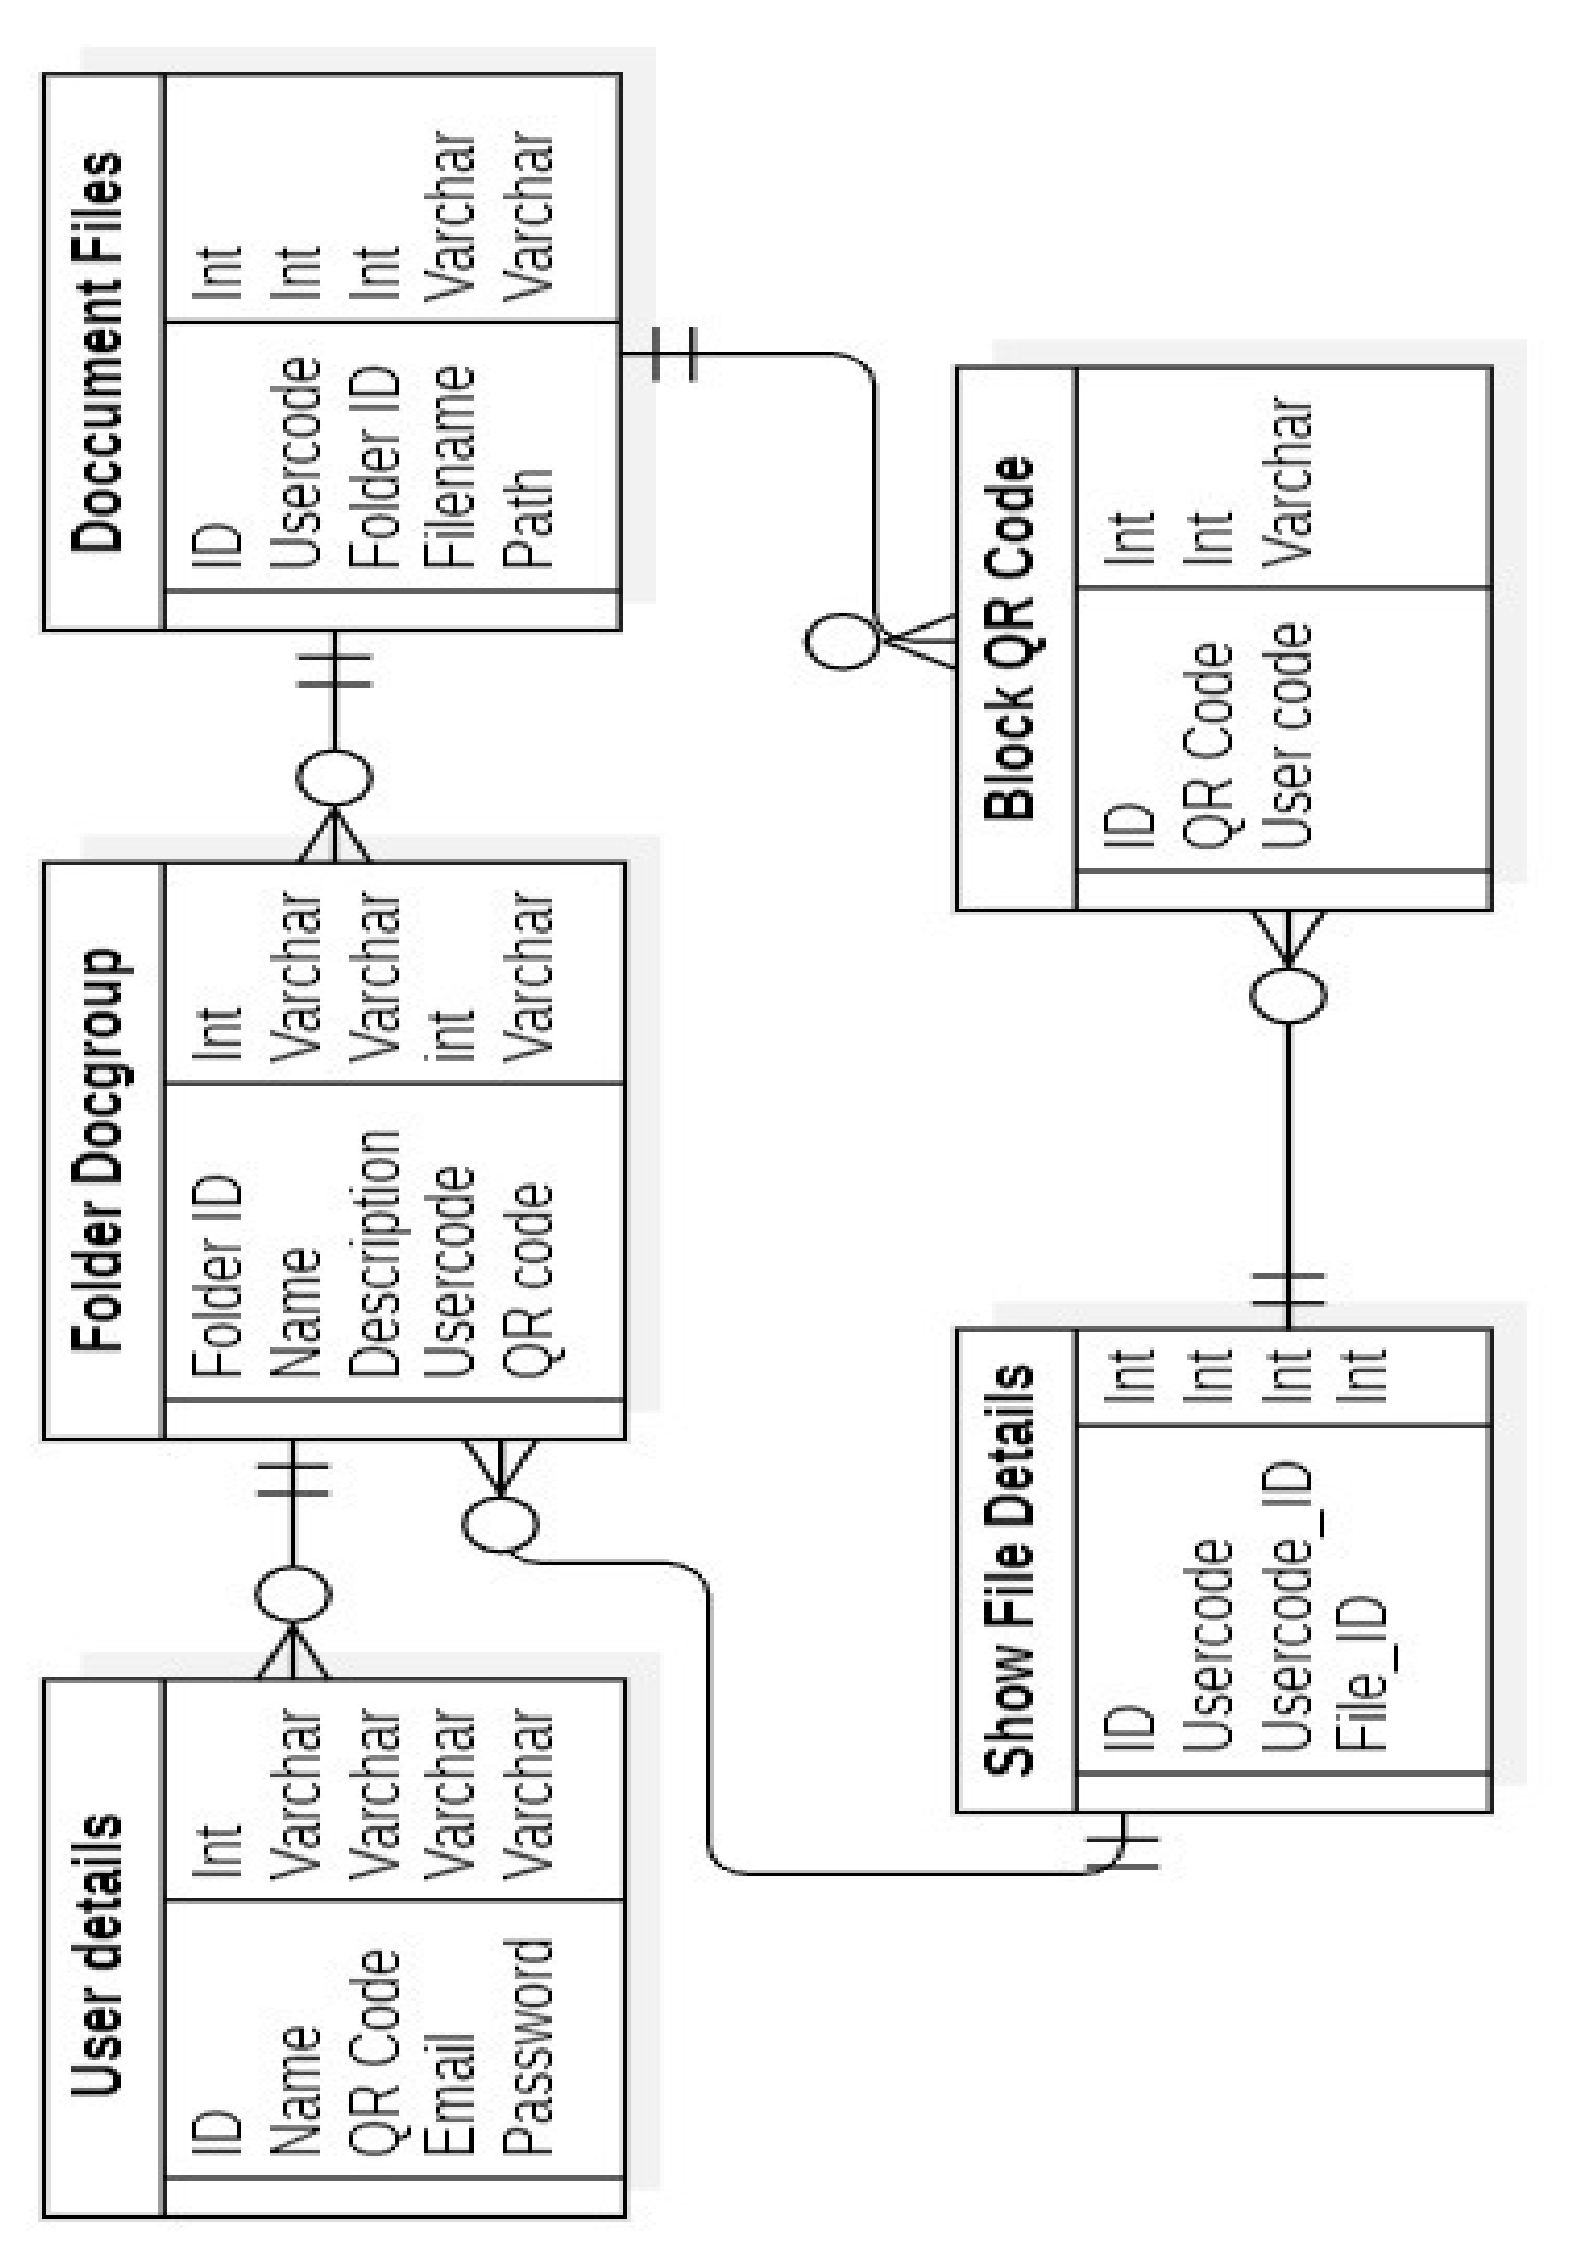 User details
ID Int
Name Varchar
QR Code Varchar
Email Varchar
Password Varchar
Folder Docgroup
Folder ID Int
Name Varchar
Description Varchar
Usercode int
QR code Varchar
Doccument Files
ID Int
Usercode Int
Folder ID Int
Filename Varchar
Path Varchar
Show File Details
ID Int
Usercode Int
Usercode_ID Int
File_ID Int
Block QR Code
ID Int
QR Code Int
User code Varchar